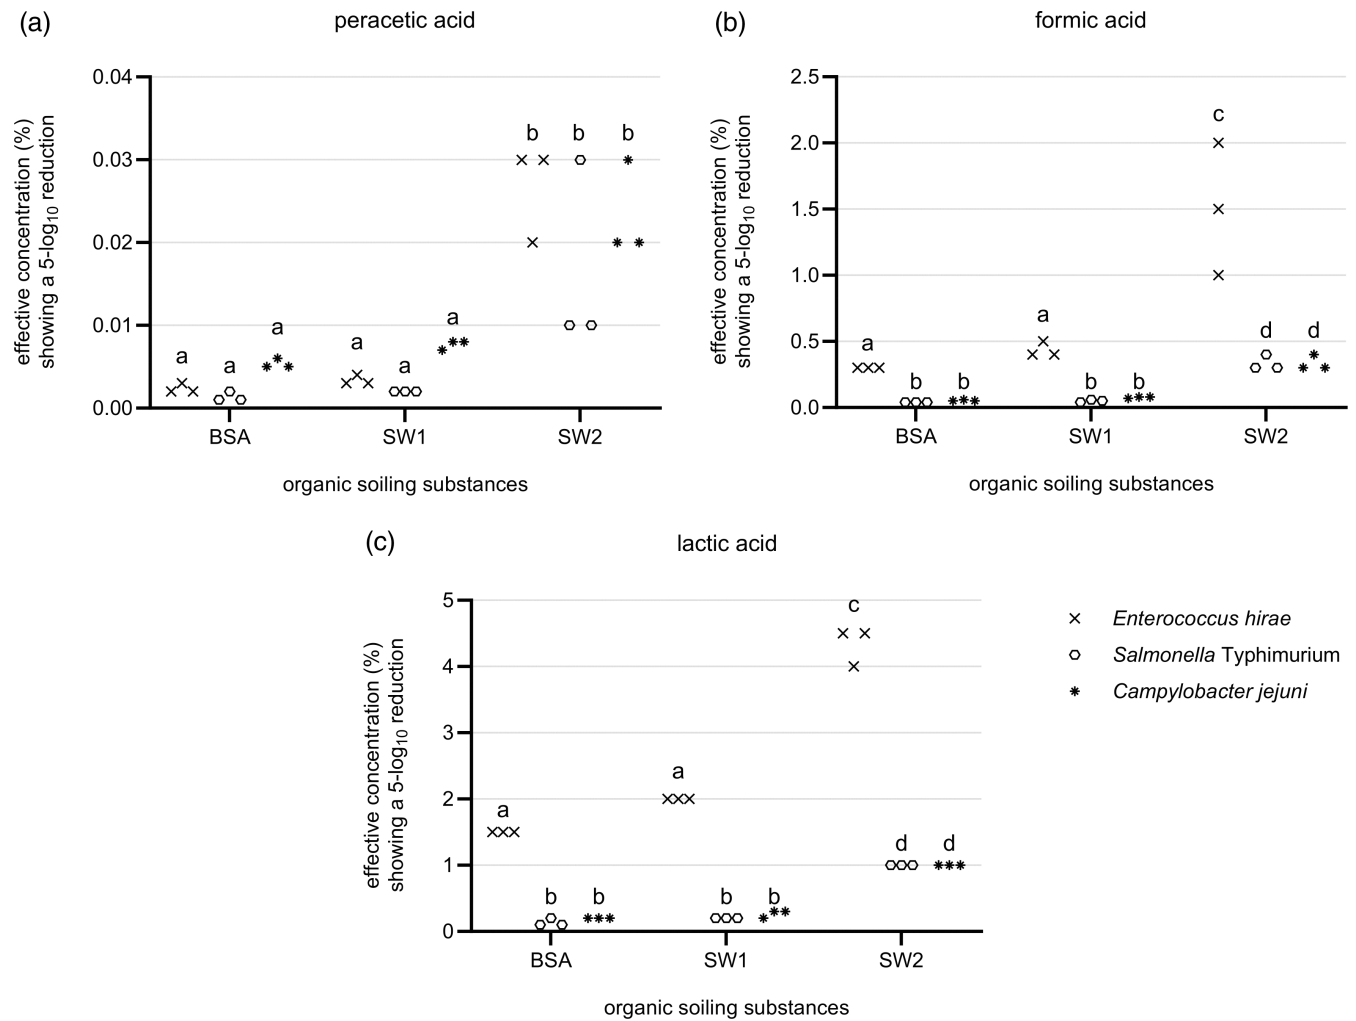 (a)
peracetic acid
effective concentration (%)
showing a 5-log10 reduction
0.04
0.03
0.02
0.01
0.00
b b b
a a a
a a a
BSA SW1 SW2
organic soiling substances
(b)
formic acid
effective concentration (%)
showing a 5-log10 reduction
2.5
2.0
1.5
1.0
0.5
0.0
a b b
a b b
c d d
BSA SW1 SW2
organic soiling substances
(c)
lactic acid
effective concentration (%)
showing a 5-log10 reduction
5
4
3
2
1
0
a b b
a b b
c d d
BSA SW1 SW2
organic soiling substances
Enterococcus hirae
Salmonella Typhimurium
Campylobacter jejuni